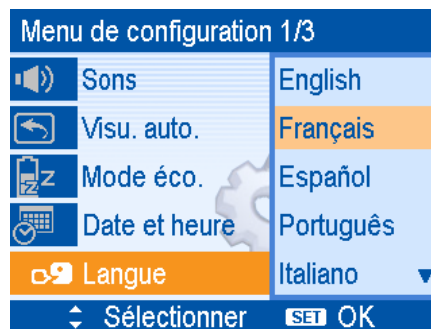 Menu de configuration 1/3
Sons
Visu. auto.
Mode éco.
Date et heure
Langue
English
Français
Español
Português
Italiano
Sélectionner SET OK